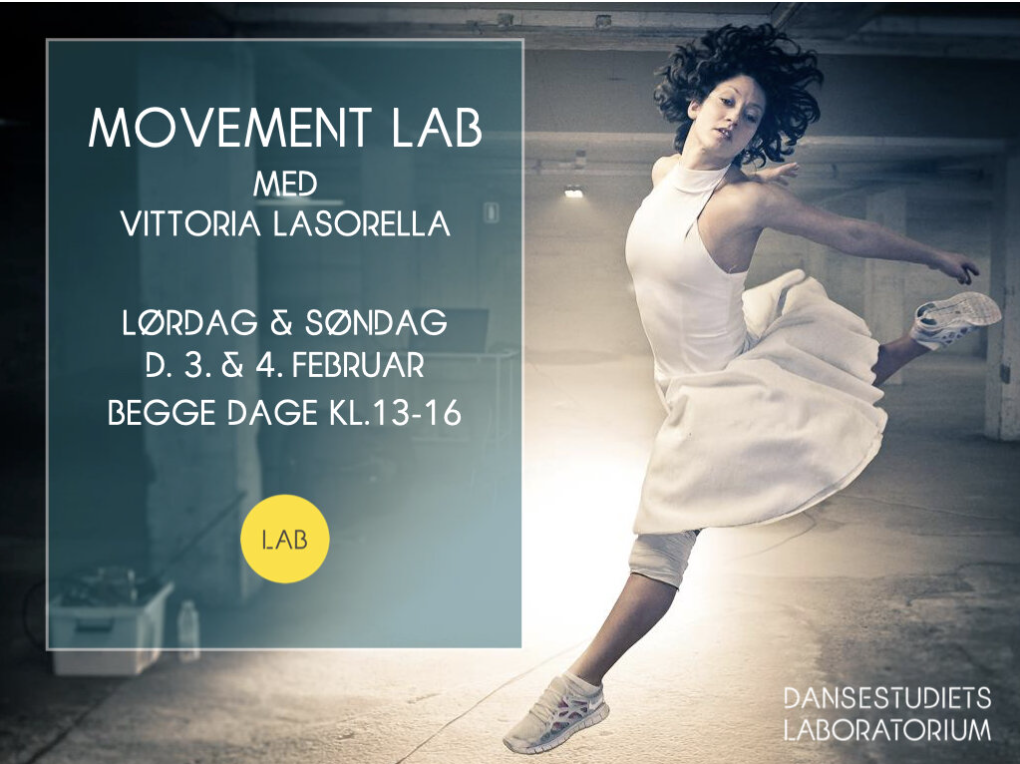 MOVEMENT LAB
MED
VITTORIA LASORELLA
LØRDAG & SØNDAG
D. 3. & 4. FEBRUAR
BEGGE DAGE KL.13-16
LAB
DANSESTUDIETS
LABORATORIUM